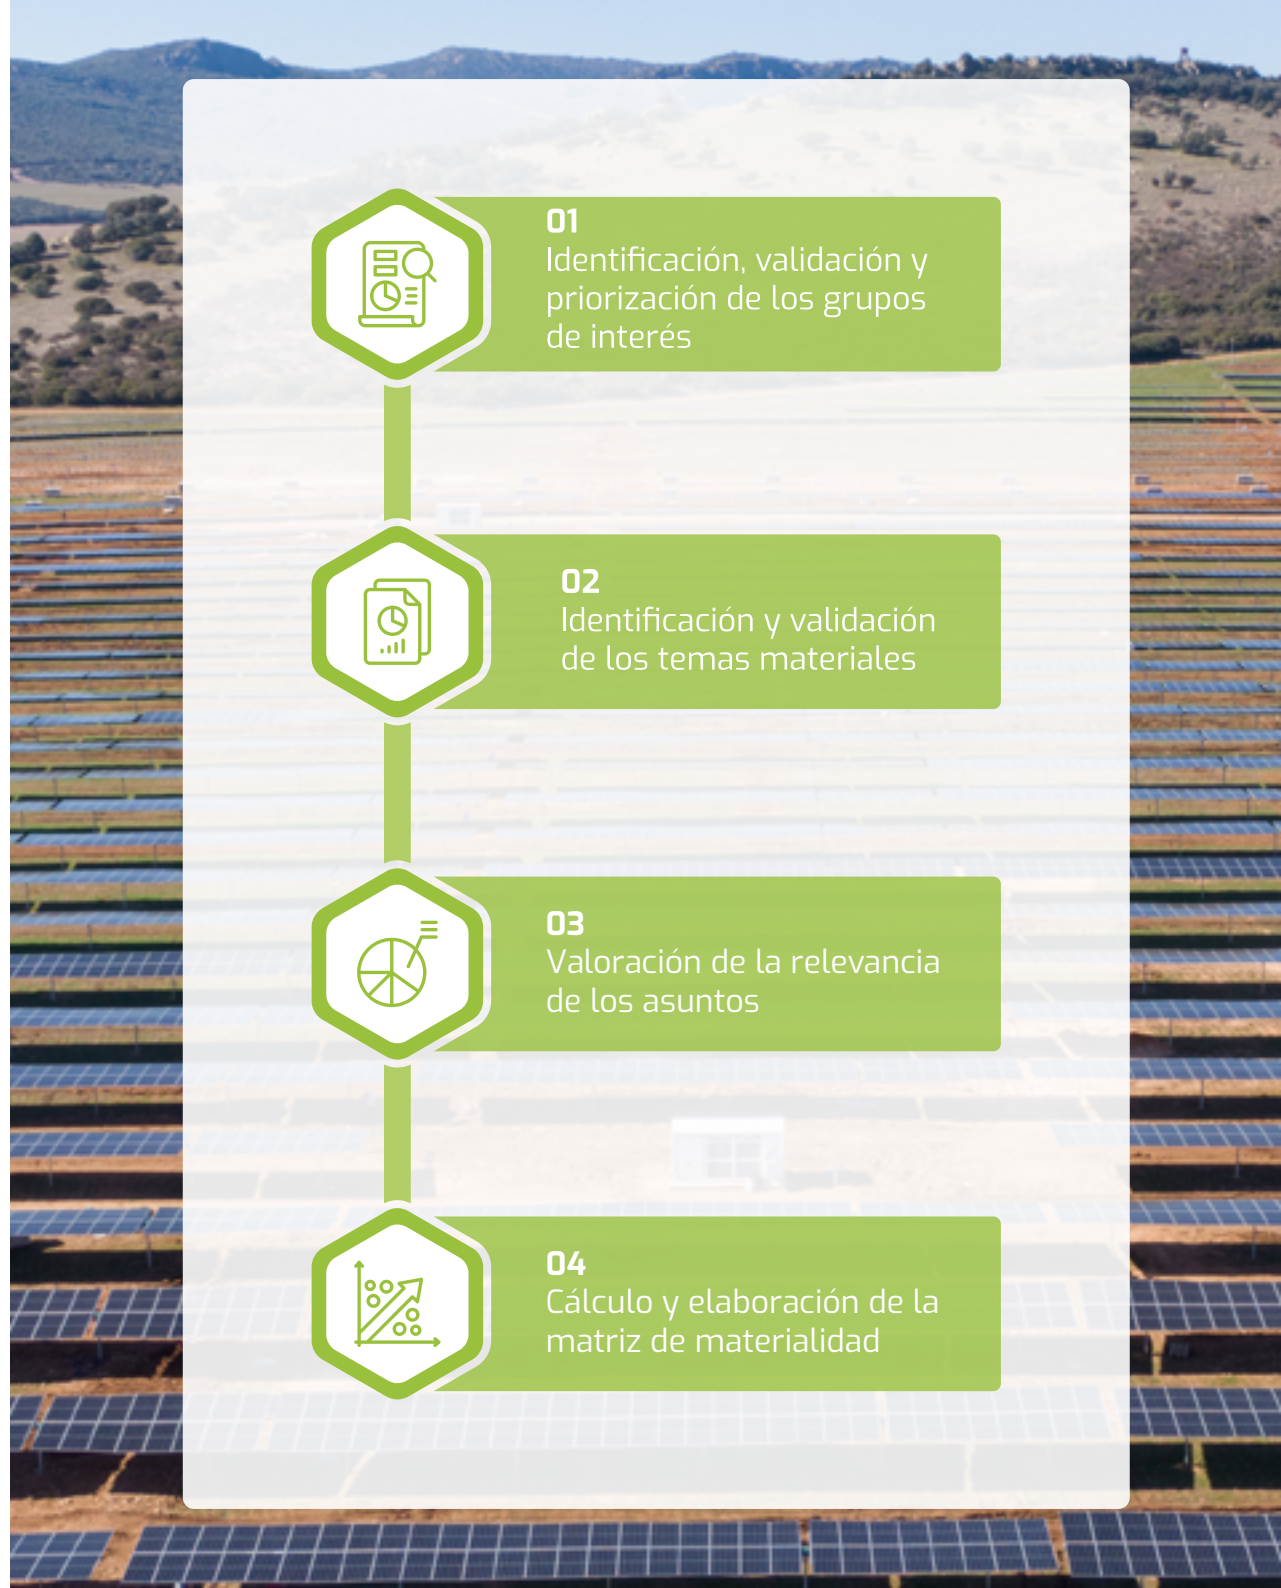 01
Identificación, validación y
priorización de los grupos
de interés
02
Identificación y validación
de los temas materiales
03
Valoración de la relevancia
de los asuntos
04
Cálculo y elaboración de la
matriz de materialidad